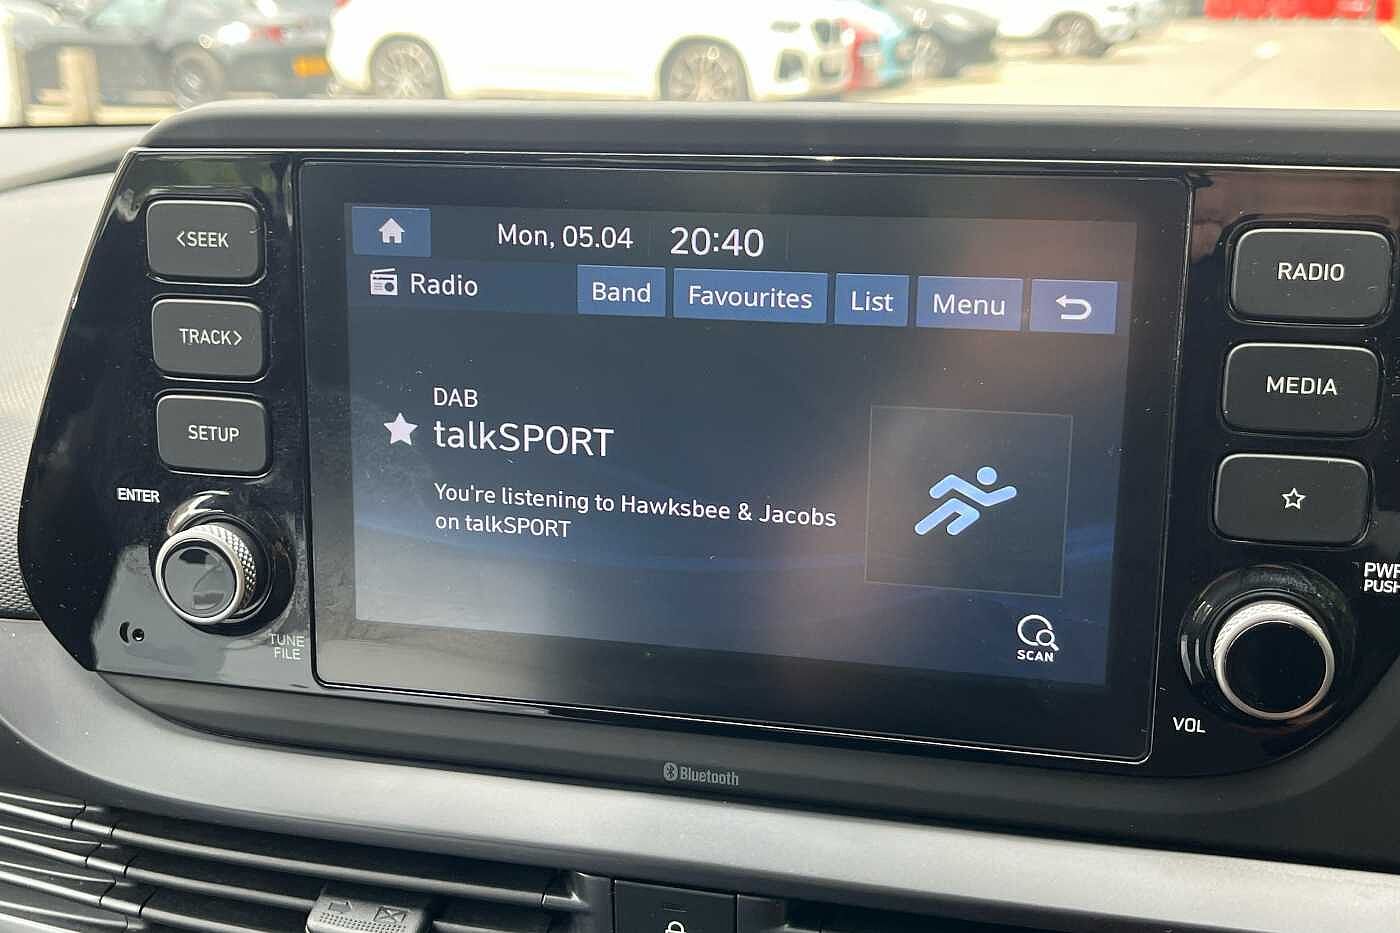 <SEEK
TRACK>
SETUP
ENTER
TUNE
FILE
Mon, 05.04
20:40
Radio
Band
Favourites
List
Menu
DAB
talkSPORT
You're listening to Hawksbee & Jacobs
on talkSPORT
SCAN
RADIO
MEDIA
PWR
PUSH
VOL
Bluetooth